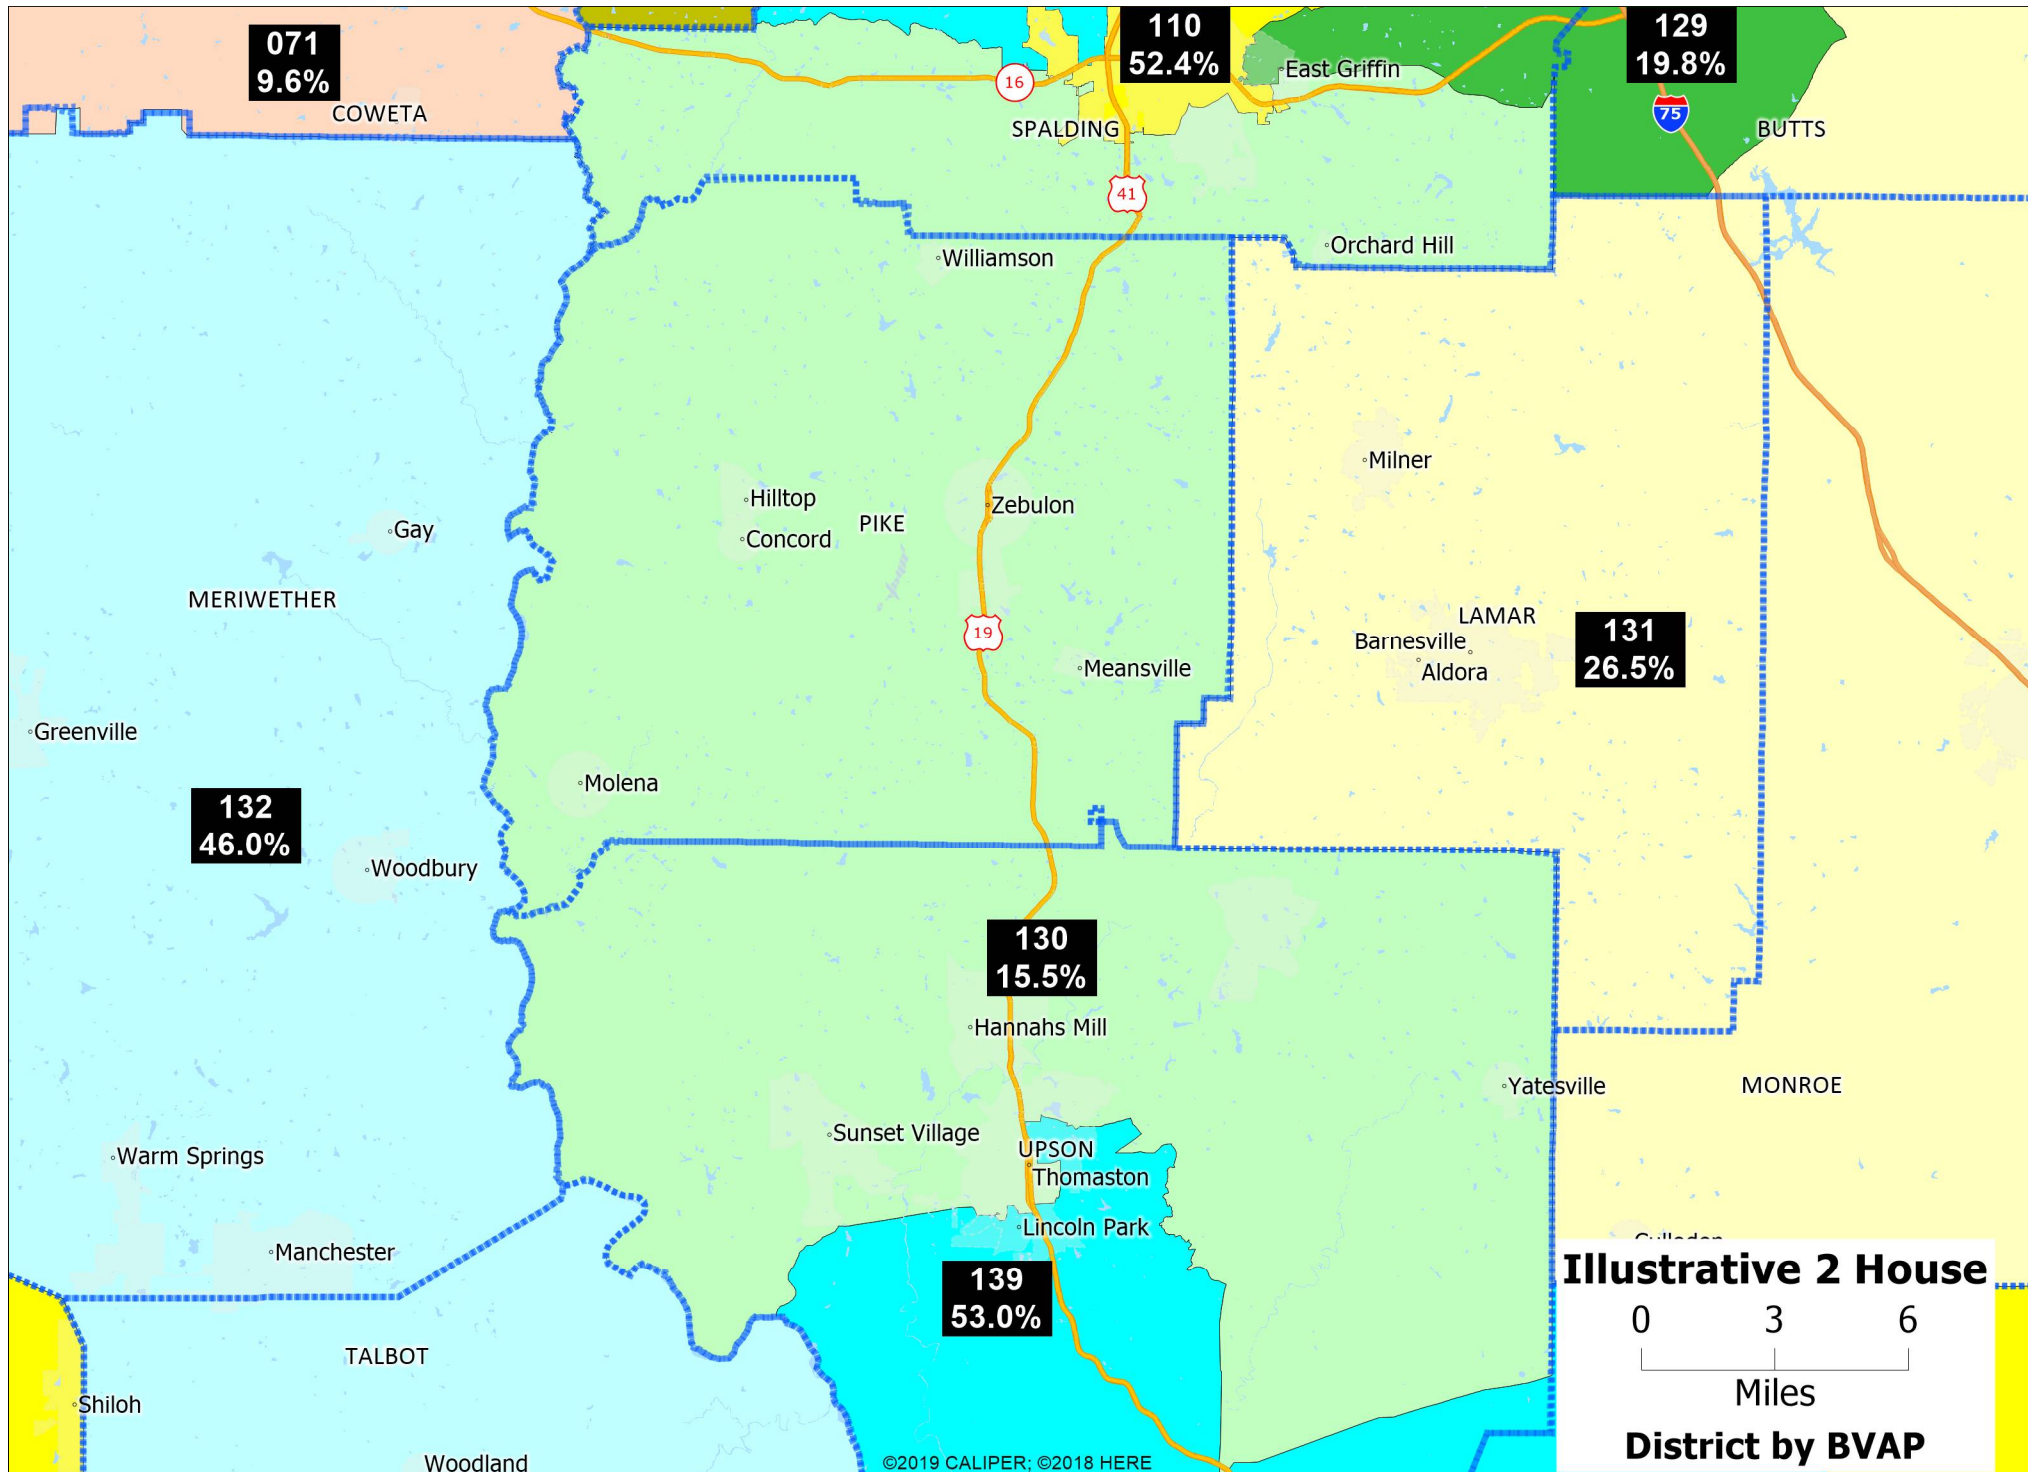 071
9.6%
COWETA
110
52.4%
129
19.8%
East Griffin
16
SPALDING
75
BUTTS
41
Williamson
Orchard Hill
Milner
Hilltop
Zebulon
PIKE
Concord
Gay
MERIWETHER
LAMAR
131
26.5%
19
Barnesville
Aldora
Meansville
Greenville
Molena
132
46.0%
Woodbury
130
15.5%
Hannahs Mill
Yatesville
MONROE
Sunset Village
UPSON
Thomaston
Warm Springs
Lincoln Park
Manchester
139
53.0%
TALBOT
Shiloh
Woodland
©2019 CALIPER; ©2018 HERE
Illustrative 2 House
0 3 6
Miles
District by BVAP